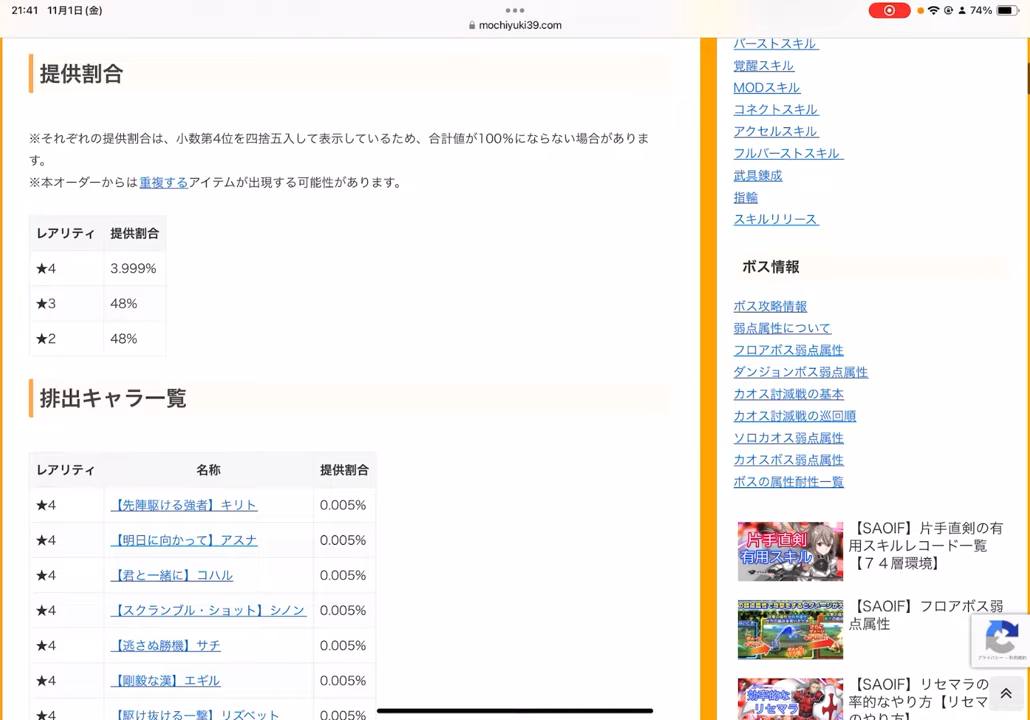 21:41 11月1日(金)
74%
mochiyuki39.com
提供割合
※それぞれの提供割合は、小数第4位を四捨五入して表示しているため、合計値が100%にならない場合がありま
す。
※本オーダーからは重複するアイテムが出現する可能性があります。
レアリティ 提供割合
★4 3.999%
★3 48%
★2 48%
排出キャラ一覧
レアリティ 名称 提供割合
★4 【先陣駆ける強者】キリト 0.005%
★4 【明日に向かって】アスナ 0.005%
★4 【君と一緒に】コハル 0.005%
★4 【スクランブル・ショット】シノン 0.005%
★4 【逃さぬ勝機】サチ 0.005%
★4 【剛毅な漢】エギル 0.005%
★4 【駆け抜ける一撃】リズベット 0.005%
バーストスキル
覚醒スキル
MODスキル
コネクトスキル
アクセルスキル
フルバーストスキル
武具錬成
指輪
スキルリリース
ボス情報
ボス攻略情報
弱点属性について
フロアボス弱点属性
ダンジョンボス弱点属性
カオス討滅戦の基本
カオス討滅戦の巡回順
ソロカオス弱点属性
カオスボス弱点属性
ボスの属性耐性一覧
片手直剣
有用スキル
【SAOIF】片手直剣の有
用スキルレコード一覧
【７４層環境】
【SAOIF】フロアボス弱
点属性
効率的な
リセマラ
【SAOIF】リセマラの
率的なやり方【リセマ
のやり方】
プライバシー・利用規約